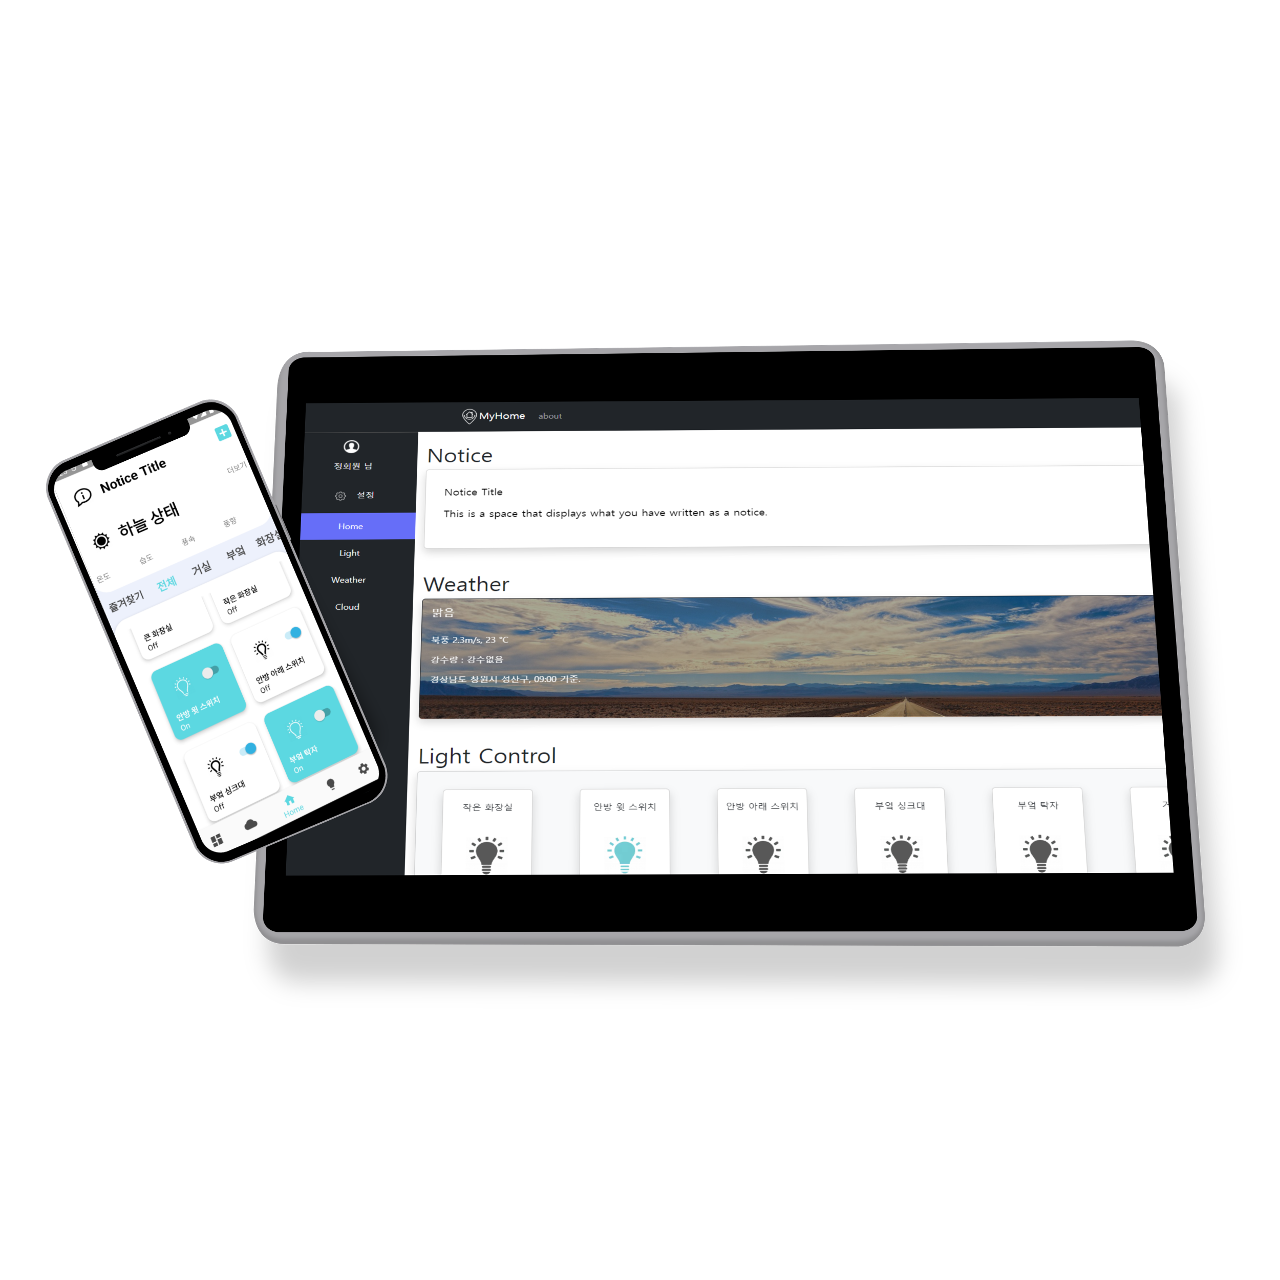 Notice Title
더보기
하늘 상태
온도
습도
풍속
풍향
즐겨찾기
전체
거실
부엌
화장실
큰 화장실
Off
작은 화장실
Off
안방 윗 스위치
On
안방 아래 스위치
Off
부엌 싱크대
Off
부엌 탁자
On
Home
MyHome
about
정회원 님
설정
Home
Light
Weather
Cloud
Notice
Notice Title
This is a space that displays what you have written as a notice.
Weather
맑음
북풍 2.3m/s, 23 °C
강수량 : 강수없음
경상남도 창원시 성산구, 09:00 기준.
Light Control
작은 화장실
안방 윗 스위치
안방 아래 스위치
부엌 싱크대
부엌 탁자